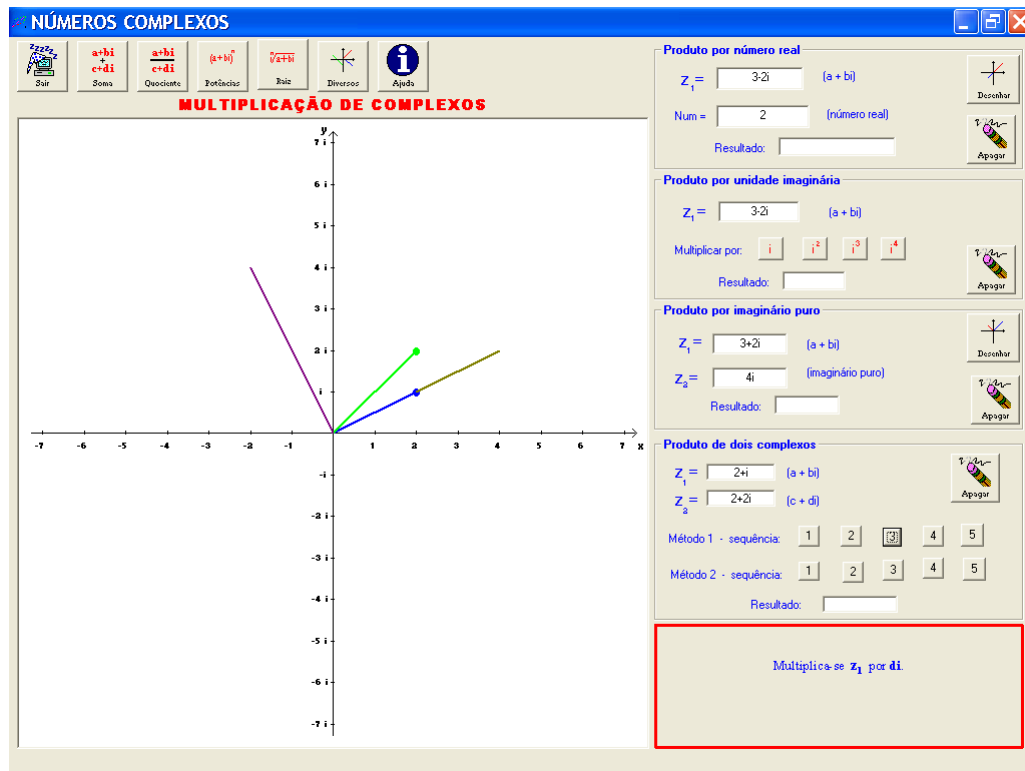 NÚMEROS COMPLEXOS
Sair
a+bi
+
c+di
Soma
a+bi
c+di
Quociente
(a+bi)ⁿ
Potências
ⁿ√a+bi
Raiz
Diversos
Ajuda
MULTIPLICAÇÃO DE COMPLEXOS
y
7 i
6 i
5 i
4 i
3 i
2 i
i
-7 -6 -5 -4 -3 -2 -1 1 2 3 4 5 6 7 x
-i
-2 i
-3 i
-4 i
-5 i
-6 i
-7 i
Produto por número real
Z₁= 3-2i (a + bi)
Desenhar
Num = 2 (número real)
Resultado:
Apagar
Produto por unidade imaginária
Z₁= 3-2i (a + bi)
Multiplicar por: i i² i³ i⁴
Resultado:
Apagar
Produto por imaginário puro
Z₁= 3+2i (a + bi)
Desenhar
Z₂= 4i (imaginário puro)
Resultado:
Apagar
Produto de dois complexos
Z₁= 2+i (a + bi)
Z₂= 2+2i (c + di)
Apagar
Método 1 - sequência: 1 2 3 4 5
Método 2 - sequência: 1 2 3 4 5
Resultado:
Multiplica-se z₁ por di.